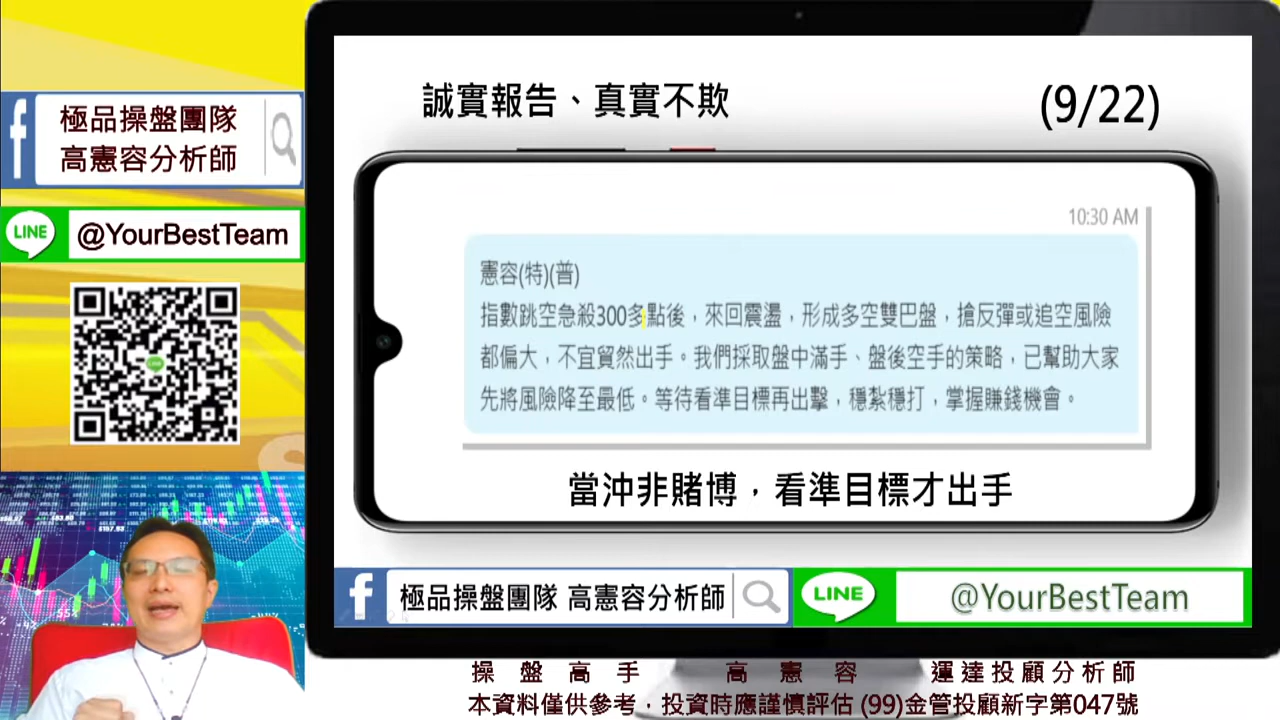 極品操盤團隊
高憲容分析師
LINE
@YourBestTeam
誠實報告、真實不欺
(9/22)
10:30 AM
憲容(特)(普)
指數跳空急殺300多點後，來回震盪，形成多空雙巴盤，搶反彈或追空風險
都偏大，不宜貿然出手。我們採取盤中滿手、盤後空手的策略，已幫助大家
先將風險降至最低。等待看準目標再出擊，穩紮穩打，掌握賺錢機會。
當沖非賭博，看準目標才出手
極品操盤團隊 高憲容分析師
LINE
@YourBestTeam
操盤高手 高憲容 運達投顧分析師
本資料僅供參考，投資時應謹慎評估 (99)金管投顧新字第047號